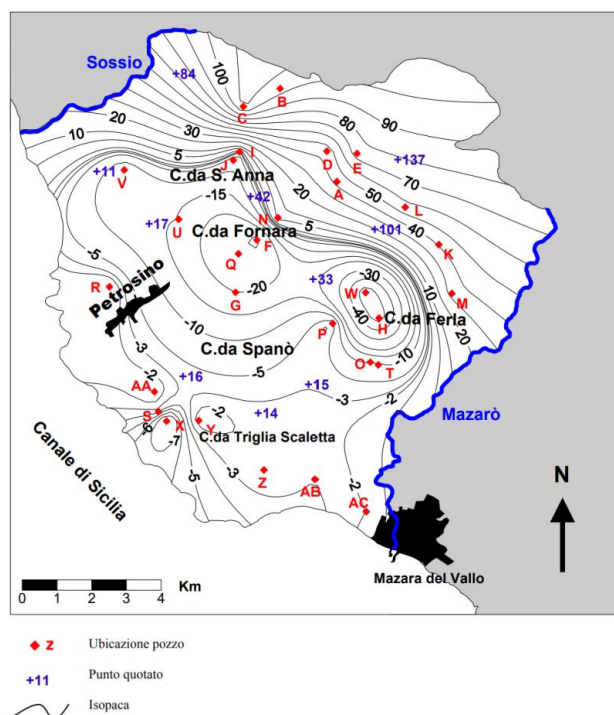 Sossio
+84
100
B
C
90
20
10
30
80
5
I
J
D
E
+137
+11
V
C.da S. Anna
A
70
-15
20
50
L
+42
+17
U
N
5
+101
40
C.da Fornara
F
K
Q
-5
+33
-30
10
R
G
-20
W
M
Petrosino
-40
C.da Ferla
20
H
-10
P
-3
C.da Spanò
-10
O
T
-5
-2
+16
+15
-2
AA
-3
S
-2
+14
Mazarò
-6
X
Y
C.da Triglia Scaletta
-7
Canale di Sicilia
-3
-5
Z
AB
-2
AC
N
Km
0 1 2 3 4
Mazara del Vallo
Z Ubicazione pozzo
+11 Punto quotato
Isopaca